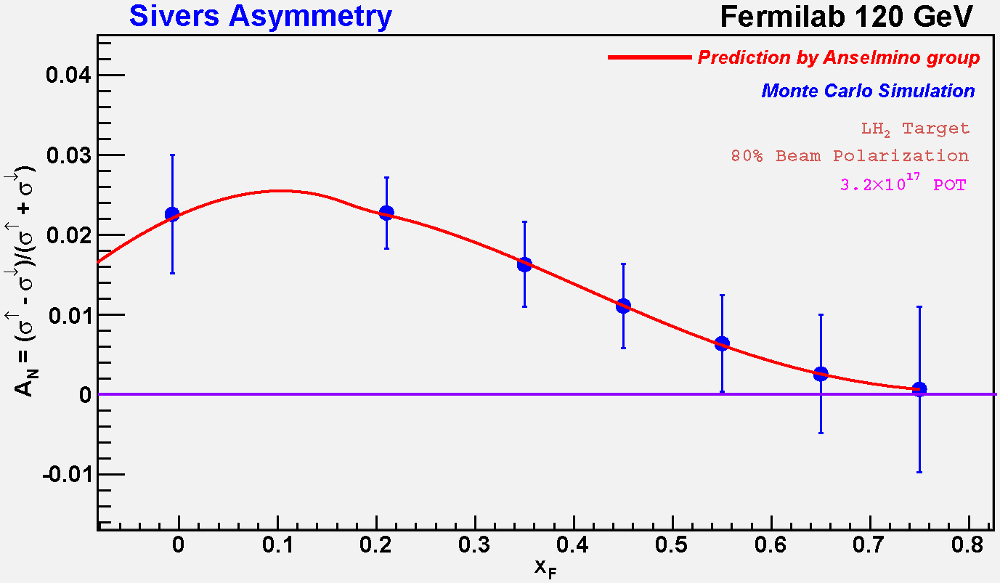 Sivers Asymmetry
Fermilab 120 GeV
Prediction by Anselmino group
Monte Carlo Simulation
LH₂ Target
80% Beam Polarization
3.2×10¹⁷ POT
A_N = (σ↑ - σ↓)/(σ↑ + σ↓)
0.04
0.03
0.02
0.01
0
-0.01
0 0.1 0.2 0.3 0.4 0.5 0.6 0.7 0.8
x_F